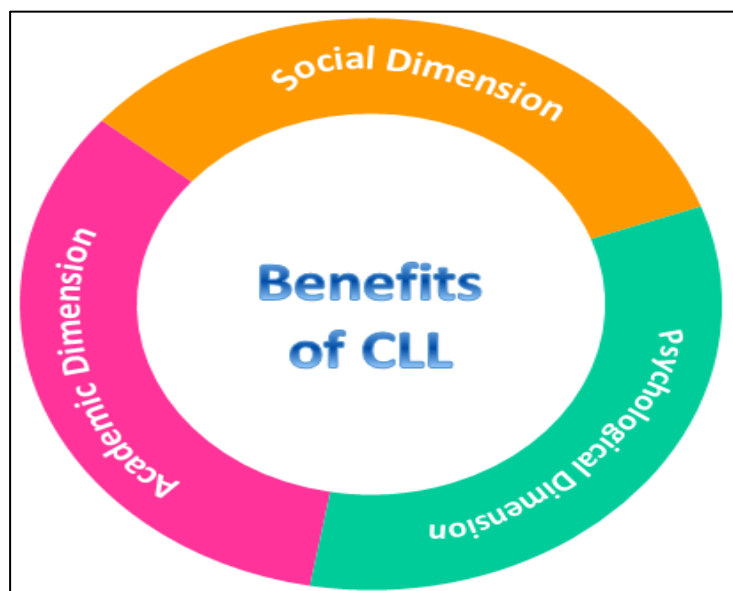 Social Dimension
Academic Dimension
Benefits
of CLL
Psychological Dimension